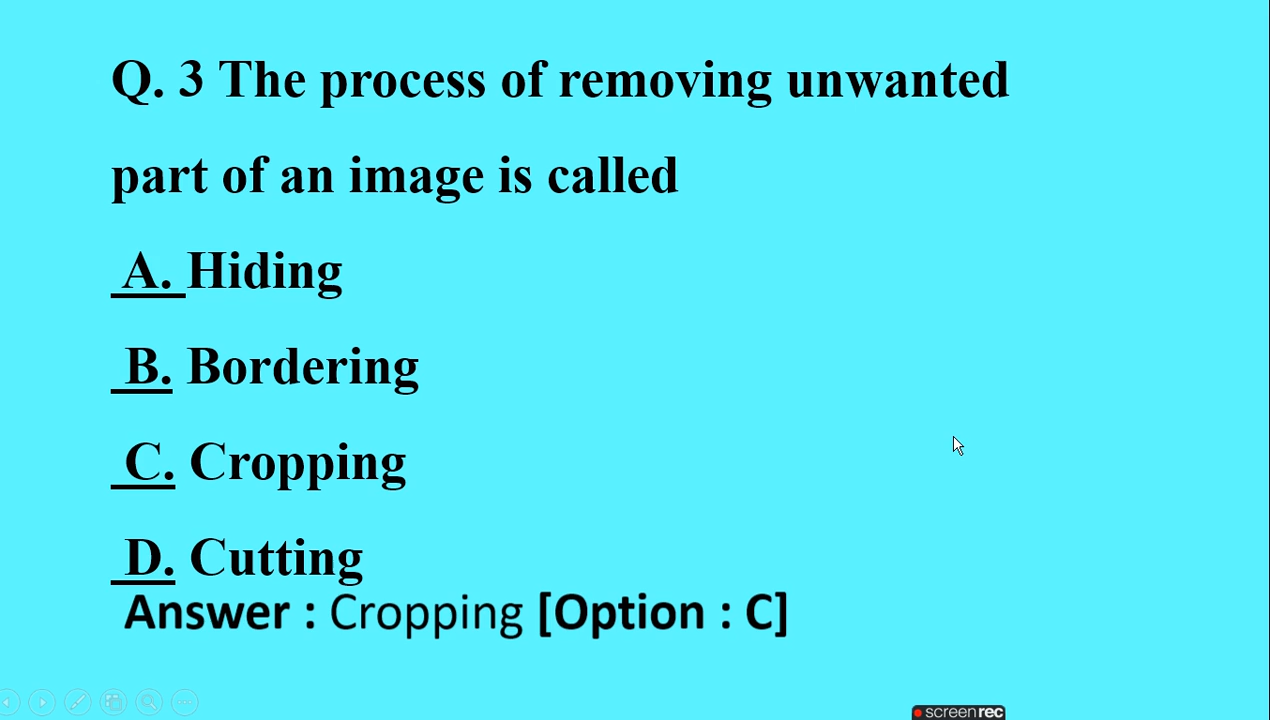 Q. 3 The process of removing unwanted
part of an image is called
A. Hiding
B. Bordering
C. Cropping
D. Cutting
Answer : Cropping [Option : C]
screenrec